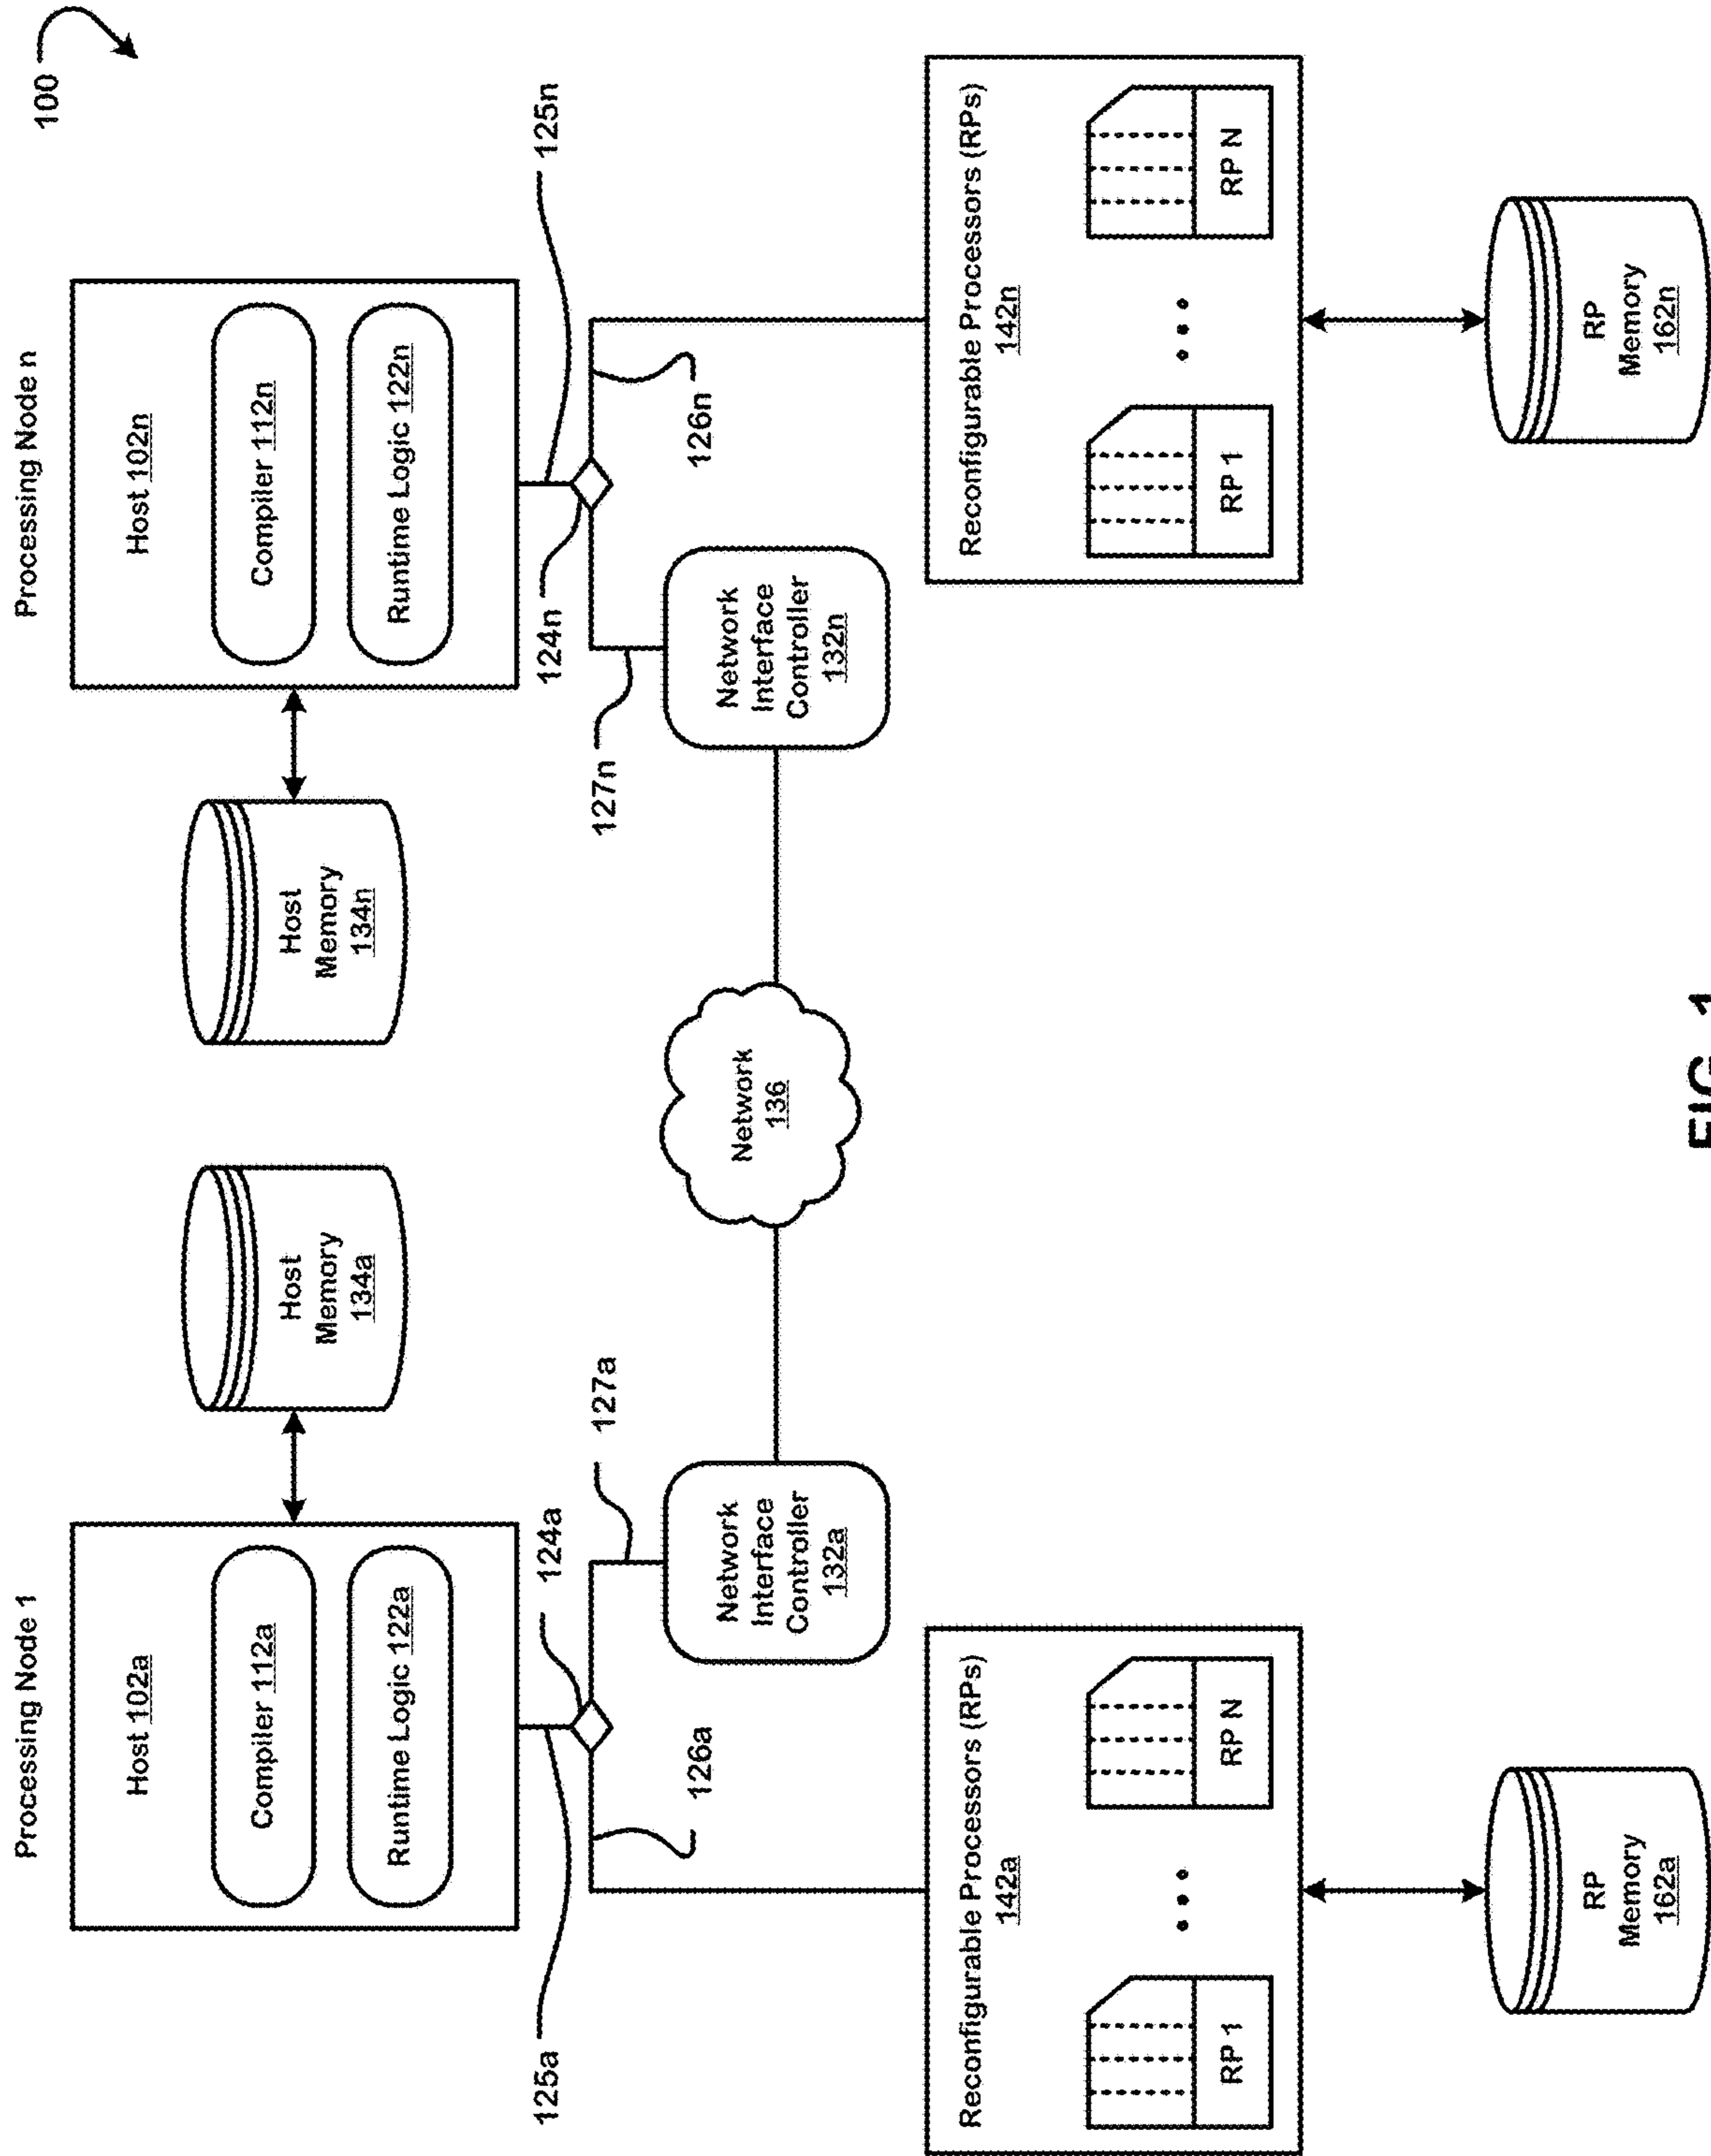 100
Processing Node 1
Processing Node n
Host 102a
Compiler 112a
Runtime Logic 122a
Host
Memory
134a
Host
Memory
134n
Host 102n
Compiler 112n
Runtime Logic 122n
125a
124a
127a
126a
127n
124n
125n
126n
Network
Interface
Controller
132a
Network
136
Network
Interface
Controller
132n
Reconfigurable Processors (RPs)
142a
RP 1
RP N
Reconfigurable Processors (RPs)
142n
RP 1
RP N
RP
Memory
162a
RP
Memory
162n
FIG. 1